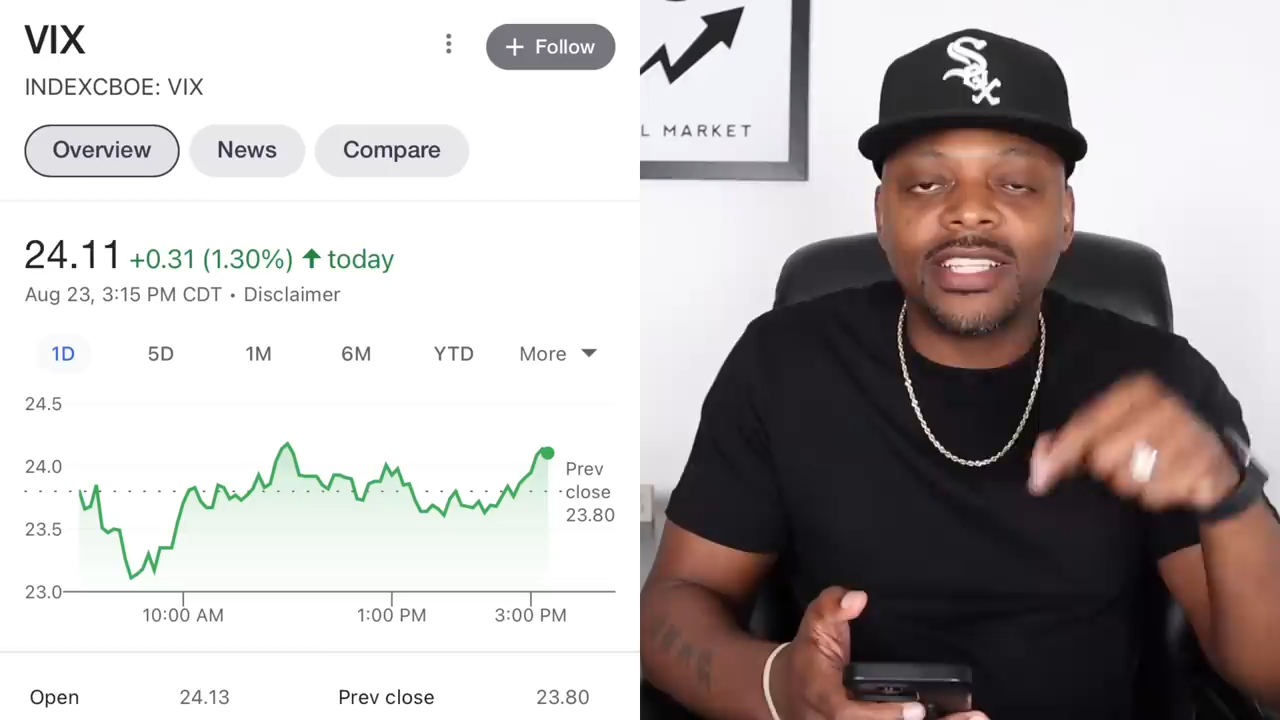 VIX
+ Follow
INDEXCBOE: VIX
Overview
News
Compare
24.11 +0.31 (1.30%) ↑ today
Aug 23, 3:15 PM CDT • Disclaimer
1D 5D 1M 6M YTD More
24.5
24.0
23.5
23.0
Prev
close
23.80
10:00 AM 1:00 PM 3:00 PM
Open 24.13 Prev close 23.80
L MARKET
Sox